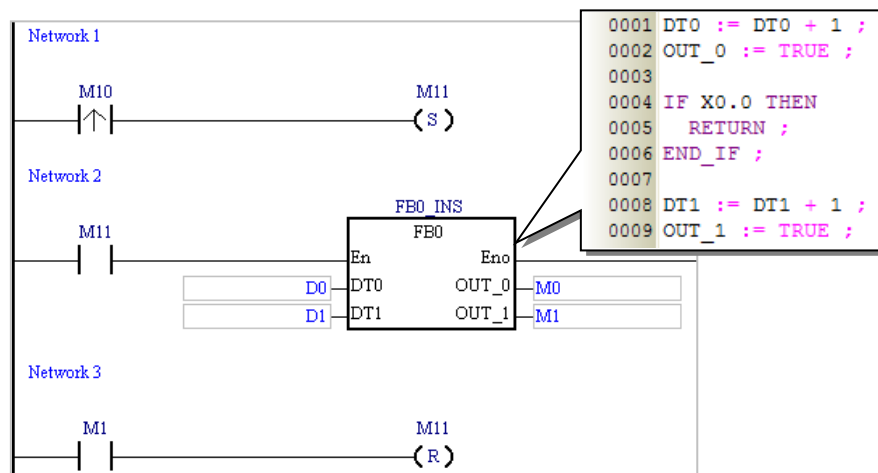 Network 1
M10
M11
S
Network 2
M11
FB0_INS
FB0
En
Eno
D0
DT0
OUT_0
M0
D1
DT1
OUT_1
M1
Network 3
M1
M11
R
0001 DT0 := DT0 + 1 ;
0002 OUT_0 := TRUE ;
0003
0004 IF X0.0 THEN
0005 RETURN ;
0006 END_IF ;
0007
0008 DT1 := DT1 + 1 ;
0009 OUT_1 := TRUE ;